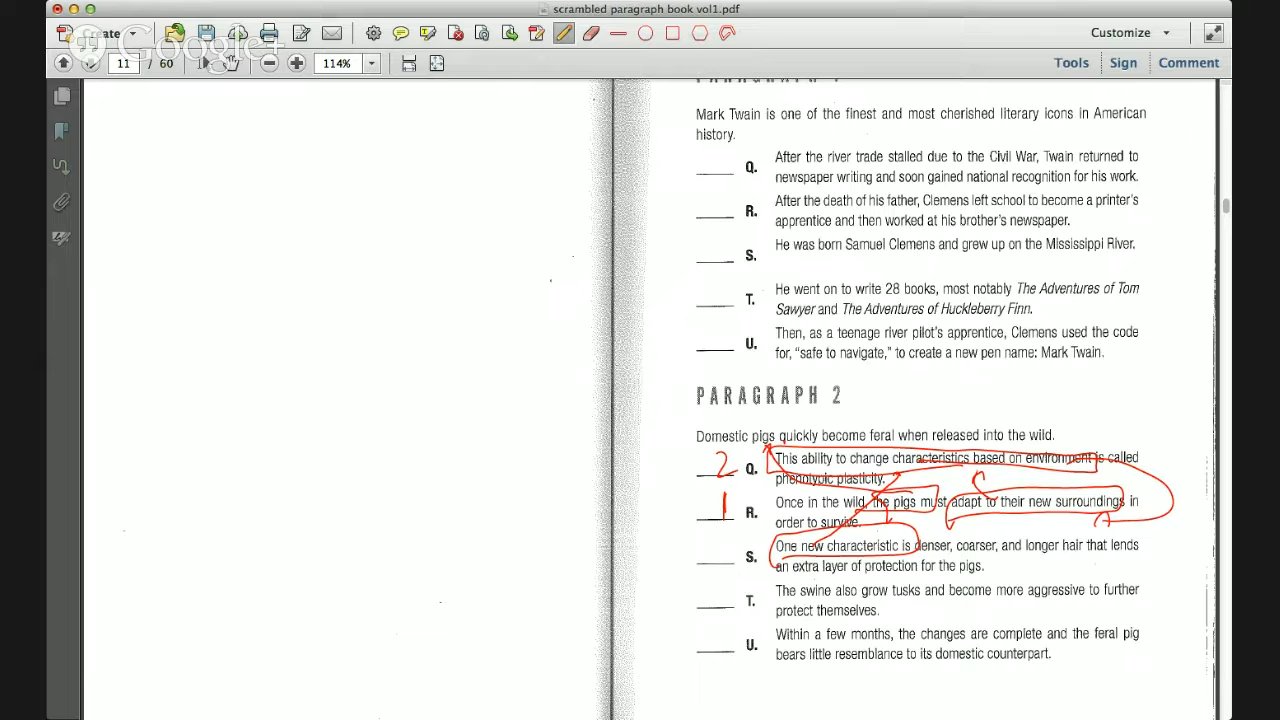 scrambled paragraph book vol1.pdf
Create
Google+
Customize
11 / 60
114%
Tools
Sign
Comment
Mark Twain is one of the finest and most cherished literary icons in American
history.
Q. After the river trade stalled due to the Civil War, Twain returned to
newspaper writing and soon gained national recognition for his work.
R. After the death of his father, Clemens left school to become a printer's
apprentice and then worked at his brother's newspaper.
S. He was born Samuel Clemens and grew up on the Mississippi River.
T. He went on to write 28 books, most notably The Adventures of Tom
Sawyer and The Adventures of Huckleberry Finn.
U. Then, as a teenage river pilot's apprentice, Clemens used the code
for, “safe to navigate,” to create a new pen name: Mark Twain.
PARAGRAPH 2
Domestic pigs quickly become feral when released into the wild.
2 Q. This ability to change characteristics based on environment is called
phenotypic plasticity.
1 R. Once in the wild, the pigs must adapt to their new surroundings in
order to survive.
S. One new characteristic is denser, coarser, and longer hair that lends
an extra layer of protection for the pigs.
T. The swine also grow tusks and become more aggressive to further
protect themselves.
U. Within a few months, the changes are complete and the feral pig
bears little resemblance to its domestic counterpart.